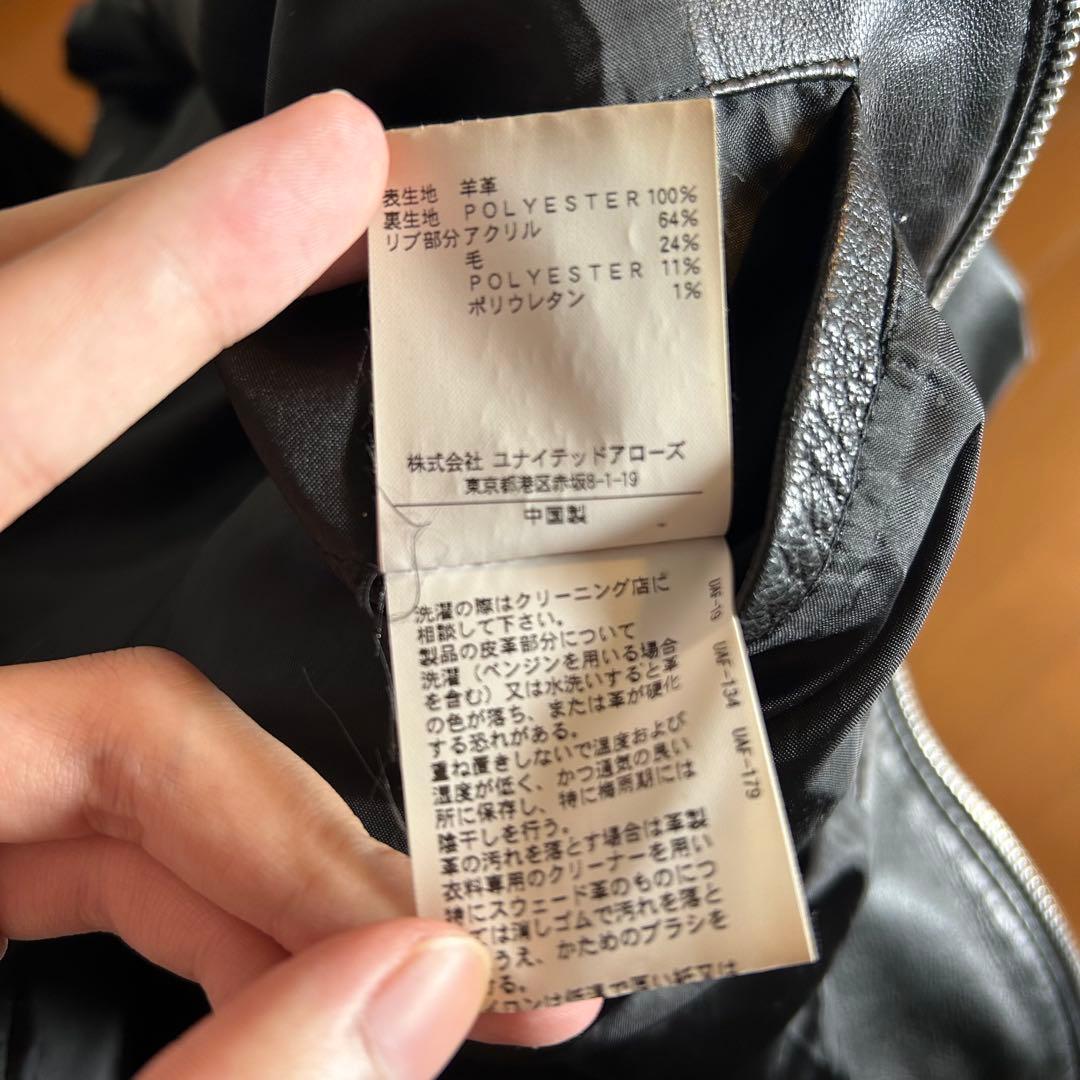 表生地 羊革
裏生地 POLYESTER 100%
リブ部分 アクリル 64%
毛 24%
POLYESTER 11%
ポリウレタン 1%
株式会社 ユナイテッドアローズ
東京都港区赤坂8-1-19
中国製
洗濯の際はクリーニング店に
相談して下さい。
製品の皮革部分について
洗濯(ベンジンを用いる場合
を含む)又は水洗いすると革
の色が落ち、または革が硬化
する恐れがある。
重ね置きしないで温度および
湿度が低く、かつ通気の良い
所に保存し、特に梅雨期には
陰干しを行う。
革の汚れを落とす場合は革製
衣料専用のクリーナーを用い
特にスウェード革のものにつ
ては消しゴムで汚れを落と
うえ、かためのブラシを
る。
ロンは低温で厚い紙又は
UAF-19 UAF-134 UAF-179